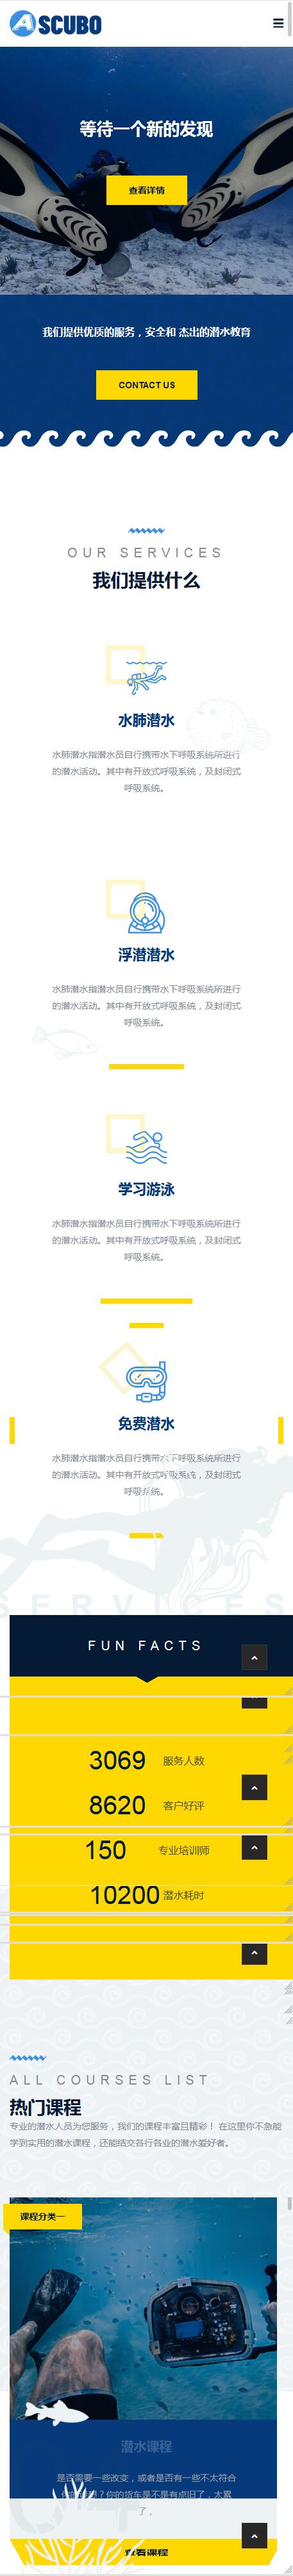 ASCUBO
等待一个新的发现
查看详情
我们提供优质的服务，安全和 杰出的潜水教育
CONTACT US
OUR SERVICES
我们提供什么
水肺潜水
水肺潜水指潜水员自行携带水下呼吸系统所进行
的潜水活动。其中有开放式呼吸系统，及封闭式
呼吸系统。
浮潜潜水
水肺潜水指潜水员自行携带水下呼吸系统所进行
的潜水活动。其中有开放式呼吸系统，及封闭式
呼吸系统。
学习游泳
水肺潜水指潜水员自行携带水下呼吸系统所进行
的潜水活动。其中有开放式呼吸系统，及封闭式
呼吸系统。
免费潜水
水肺潜水指潜水员自行携带水下呼吸系统所进行
的潜水活动。其中有开放式呼吸系统，及封闭式
呼吸系统。
SERVICES
FUN FACTS
3069 服务人数
8620 客户好评
150 专业培训师
10200 潜水耗时
ALL COURSES LIST
热门课程
专业的潜水人员为您服务，我们的课程丰富且精彩！ 在这里你不急能
学到实用的潜水课程，还能结交各行各业的潜水爱好者。
课程分类一
潜水课程
是否需要一些改变，或者是否有一些不太符合
你的货车是不是有点旧了，太累
了，
查看课程